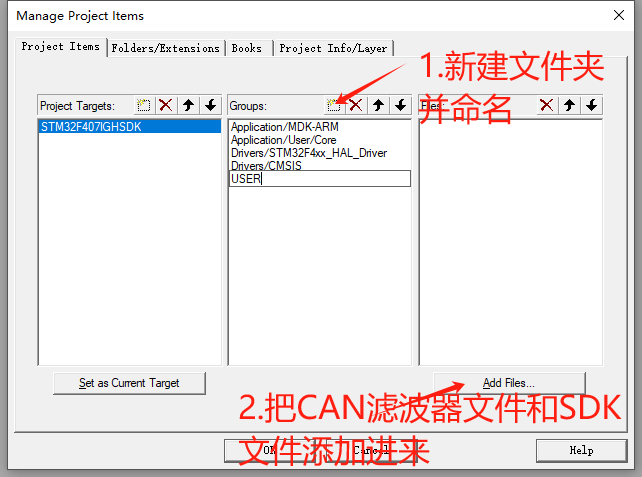 Manage Project Items
Project Items
Folders/Extensions
Books
Project Info/Layer
1.新建文件夹
并命名
Project Targets:
Groups:
Files:
STM32F407IGHSDK
Application/MDK-ARM
Application/User/Core
Drivers/STM32F4xx_HAL_Driver
Drivers/CMSIS
USER
Set as Current Target
Add Files...
2.把CAN滤波器文件和SDK
文件添加进来
OK
Cancel
Help